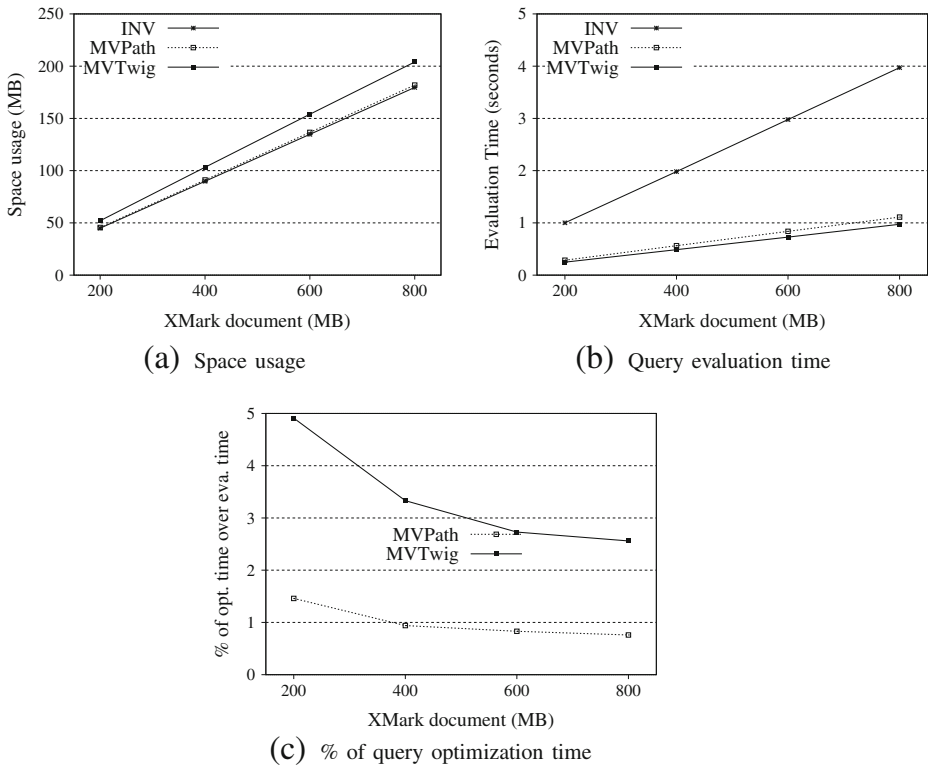 250
200
150
100
50
0
Space usage (MB)
INV
MVPath
MVTwig
200 400 600 800
XMark document (MB)
(a) Space usage
5
4
3
2
1
0
Evaluation Time (seconds)
INV
MVPath
MVTwig
200 400 600 800
XMark document (MB)
(b) Query evaluation time
5
4
3
2
1
0
% of opt. time over eva. time
MVPath
MVTwig
200 400 600 800
XMark document (MB)
(c) % of query optimization time